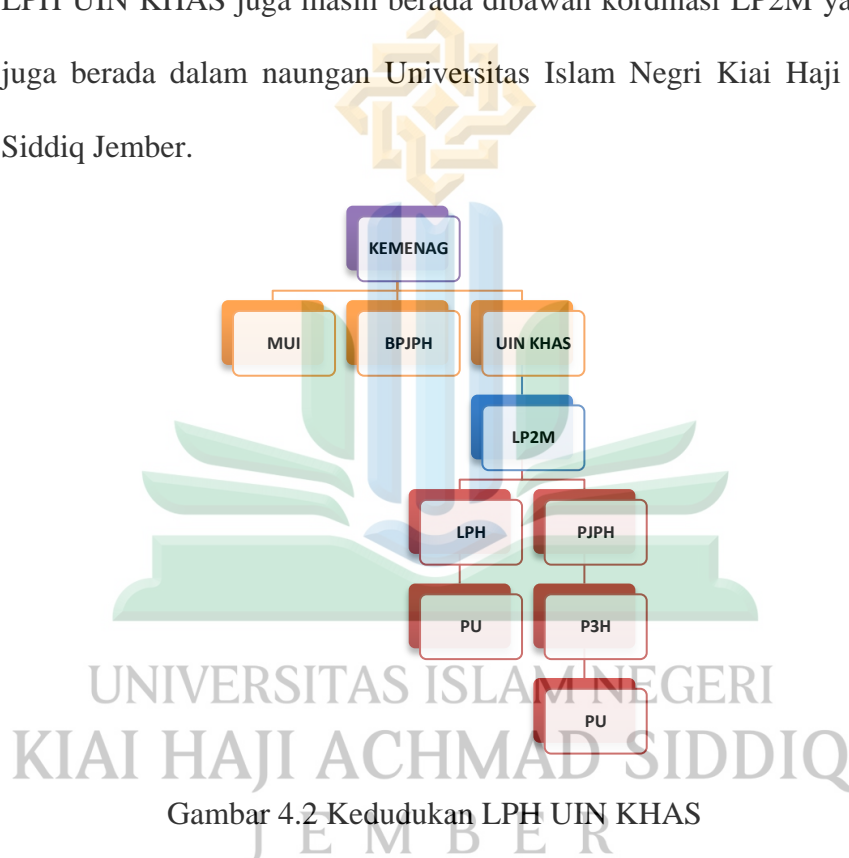 LPH UIN KHAS juga masih berada dibawah kordinasi LP2M
juga berada dalam naungan Universitas Islam Negri Kiai Haji
Siddiq Jember.
KEMENAG
MUI BPJPH UIN KHAS
LP2M
LPH PJPH
PU P3H
PU
UNIVERSITAS ISLAM NEGERI
KIAI HAJI ACHMAD SIDDIQ
Gambar 4.2 Kedudukan LPH UIN KHAS
JEMBER